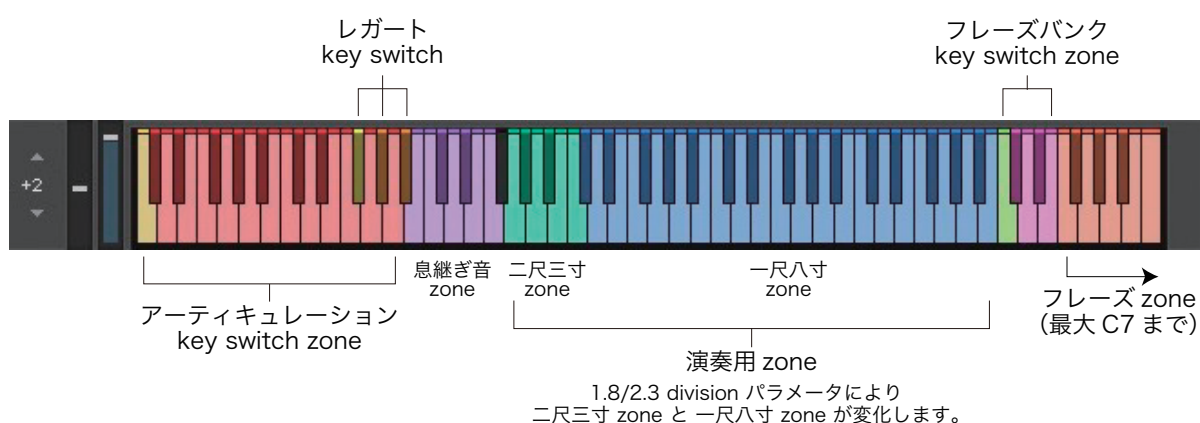 レガート
key switch
フレーズバンク
key switch zone
+2
息継ぎ音
zone
二尺三寸
zone
一尺八寸
zone
アーティキュレーション
key switch zone
フレーズ zone
（最大 C7 まで）
演奏用 zone
1.8/2.3 division パラメータにより
二尺三寸 zone と 一尺八寸 zone が変化します。